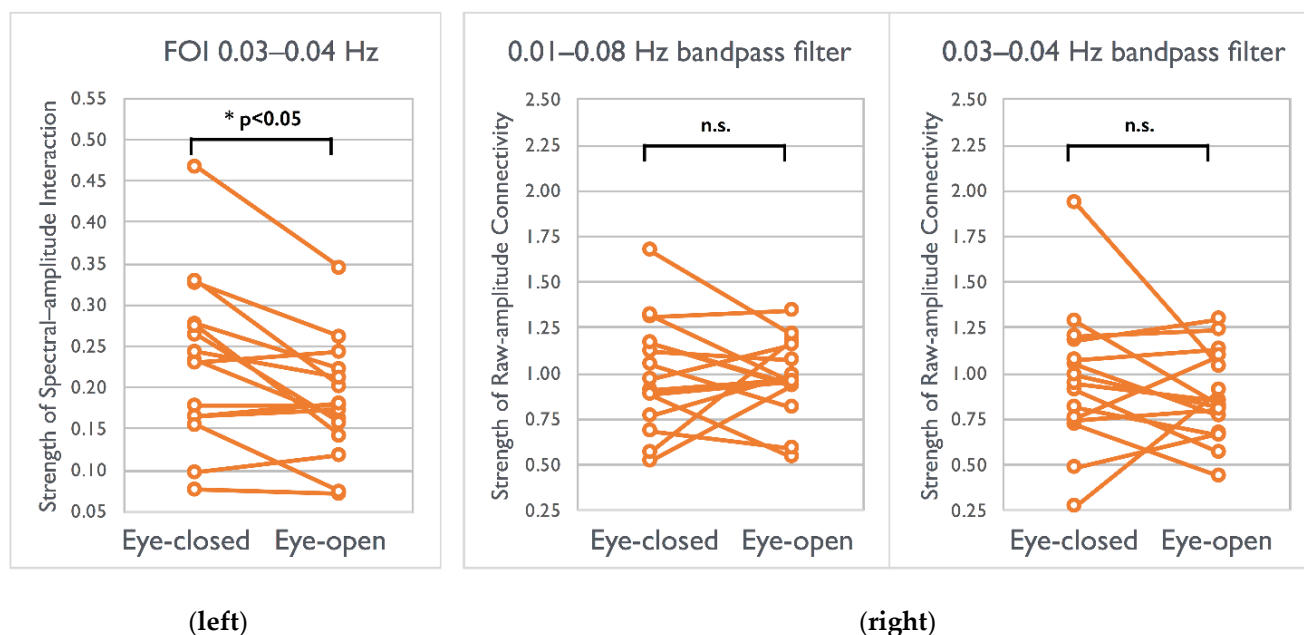 FOI 0.03–0.04 Hz
Strength of Spectral–amplitude Interaction
0.55
0.50
0.45
0.40
0.35
0.30
0.25
0.20
0.15
0.10
0.05
* p<0.05
Eye-closed Eye-open
0.01–0.08 Hz bandpass filter
Strength of Raw-amplitude Connectivity
2.50
2.25
2.00
1.75
1.50
1.25
1.00
0.75
0.50
0.25
n.s.
Eye-closed Eye-open
0.03–0.04 Hz bandpass filter
Strength of Raw-amplitude Connectivity
2.50
2.25
2.00
1.75
1.50
1.25
1.00
0.75
0.50
0.25
n.s.
Eye-closed Eye-open
(left)
(right)